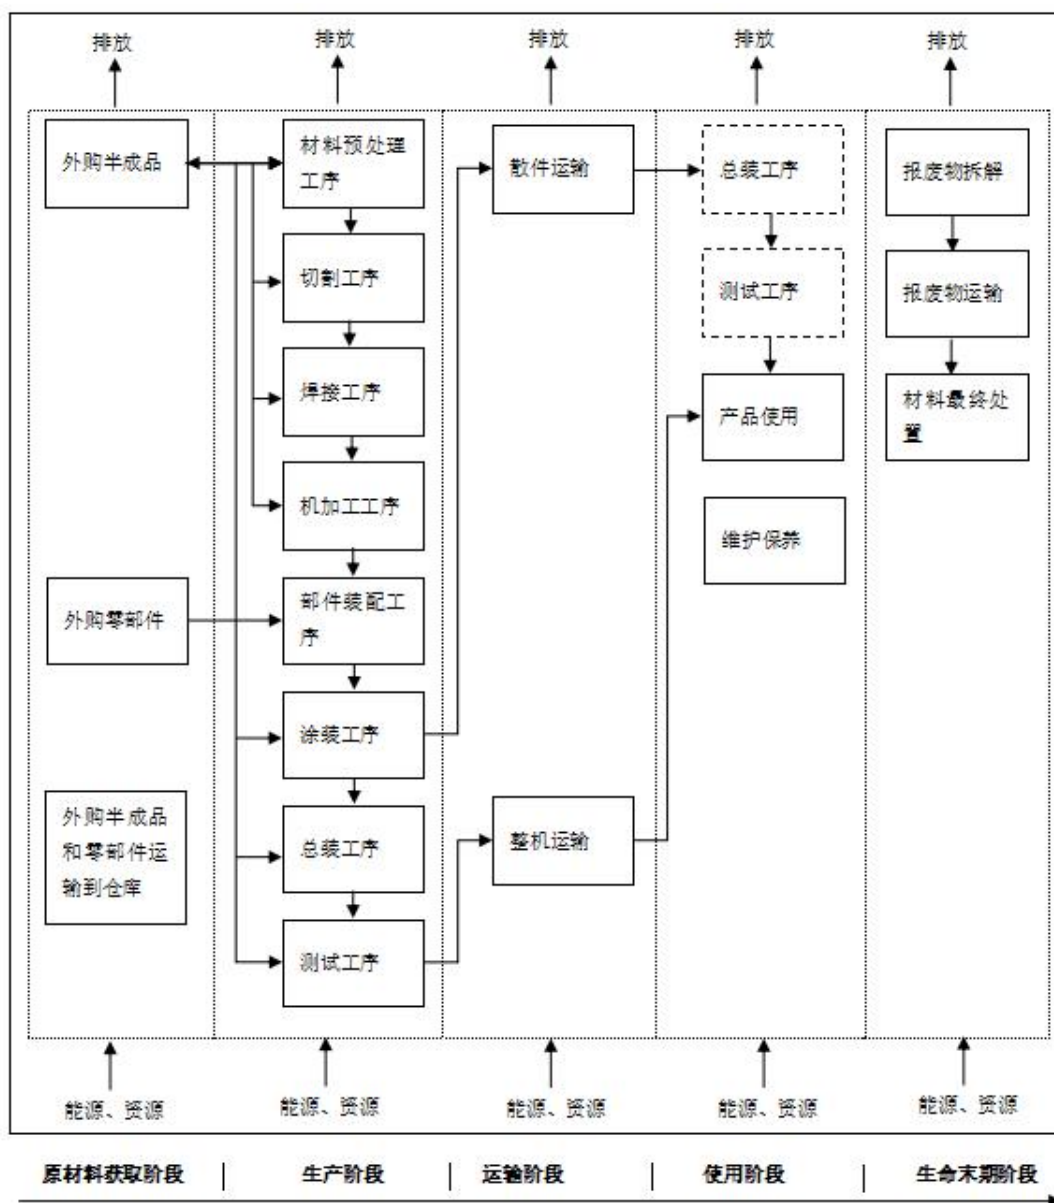 排放
排放
排放
排放
排放
外购半成品
外购零部件
外购半成品
和零部件运
输到仓库
材料预处理
工序
切割工序
焊接工序
机加工工序
部件装配工
序
涂装工序
总装工序
测试工序
散件运输
整机运输
总装工序
测试工序
产品使用
维护保养
报废物拆解
报废物运输
材料最终处
置
能源、资源
能源、资源
能源、资源
能源、资源
能源、资源
原材料获取阶段
生产阶段
运输阶段
使用阶段
生命末期阶段